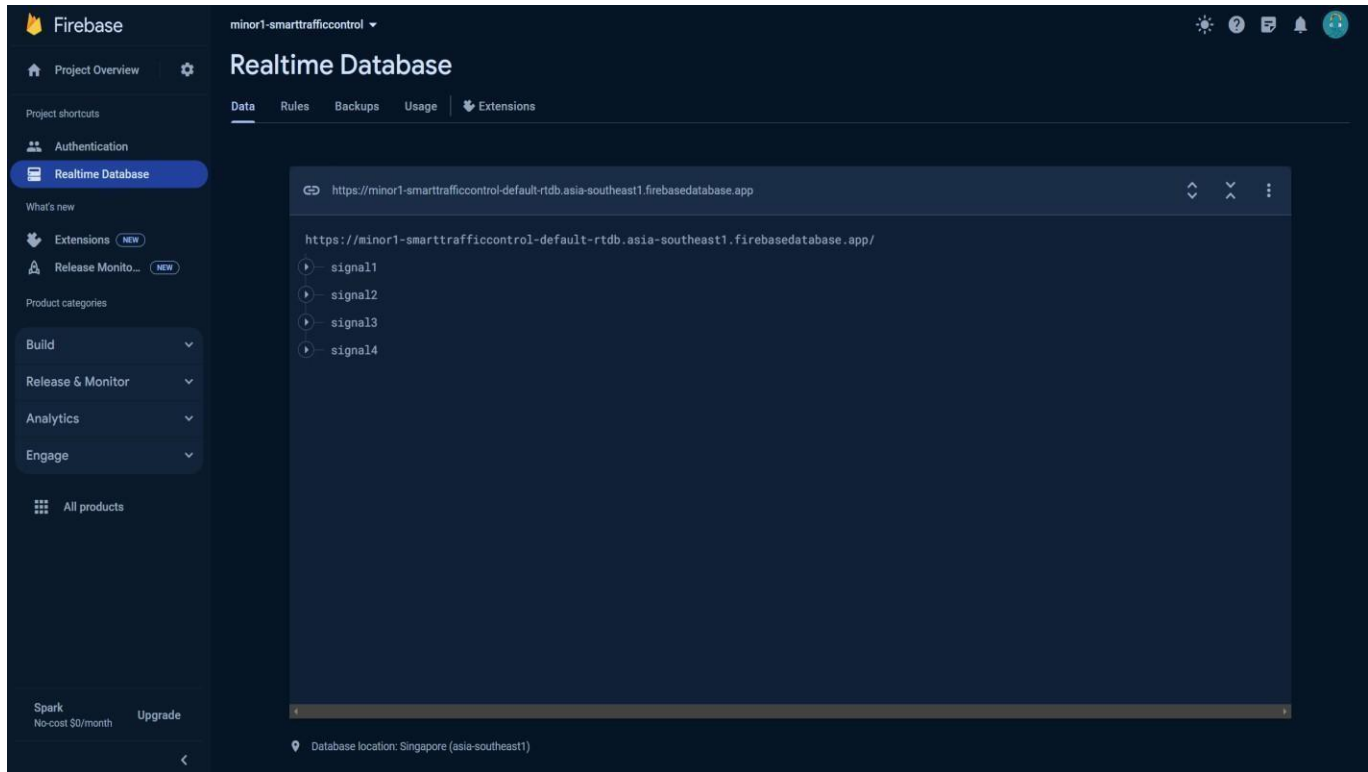 Firebase
Project Overview
Project shortcuts
Authentication
Realtime Database
What's new
Extensions NEW
Release Monito... NEW
Product categories
Build
Release & Monitor
Analytics
Engage
All products
Spark
No-cost $0/month
Upgrade
minor1-smarttrafficcontrol
Realtime Database
Data Rules Backups Usage Extensions
https://minor1-smarttrafficcontrol-default-rtdb.asia-southeast1.firebasedatabase.app
https://minor1-smarttrafficcontrol-default-rtdb.asia-southeast1.firebasedatabase.app/
signal1
signal2
signal3
signal4
Database location: Singapore (asia-southeast1)